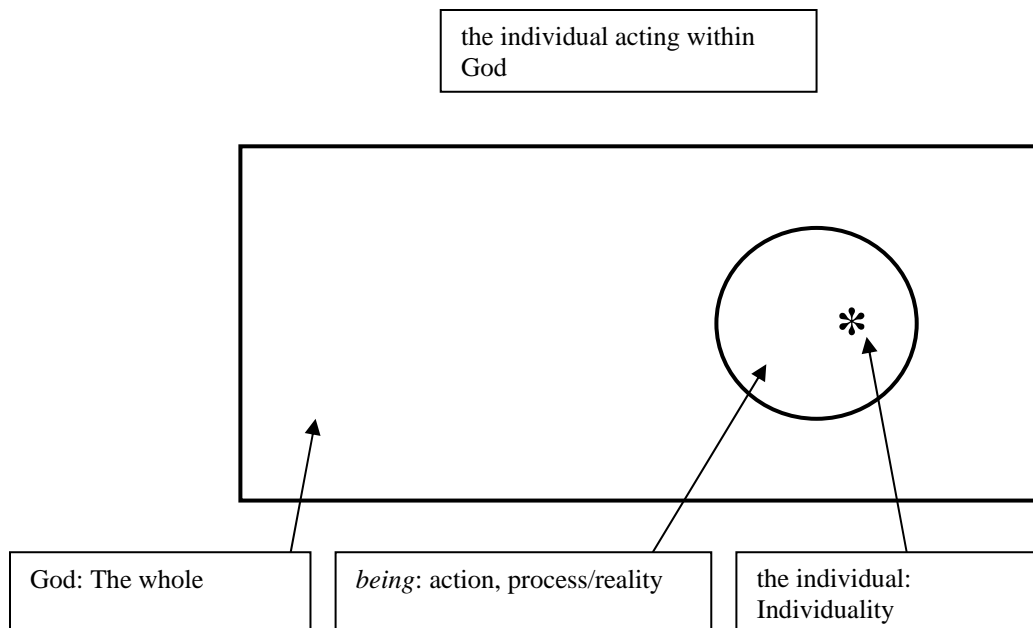 the individual acting within
God
*
God: The whole
being: action, process/reality
the individual:
Individuality